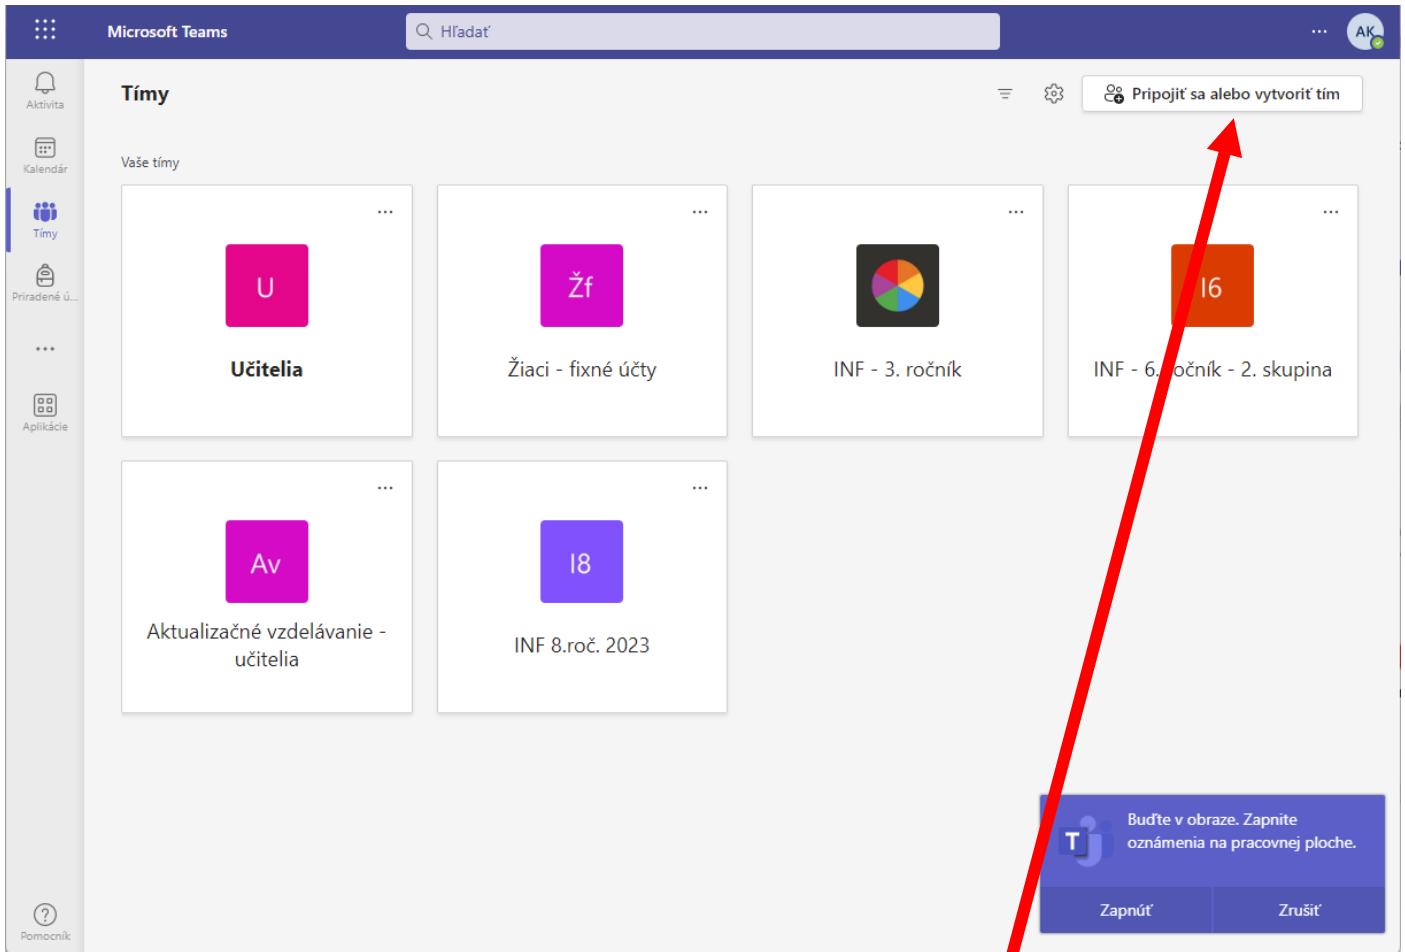 Microsoft Teams
Hľadať
AK
Aktivita
Kalendár
Tímy
Priradené ú...
Aplikácie
Pomocník
Tímy
Pripojiť sa alebo vytvoriť tím
Vaše tímy
U
Učitelia
Žf
Žiaci - fixné účty
INF - 3. ročník
I6
INF - 6. ročník - 2. skupina
Av
Aktualizačné vzdelávanie -
učitelia
I8
INF 8.roč. 2023
T
Buďte v obraze. Zapnite
oznámenia na pracovnej ploche.
Zapnúť
Zrušiť